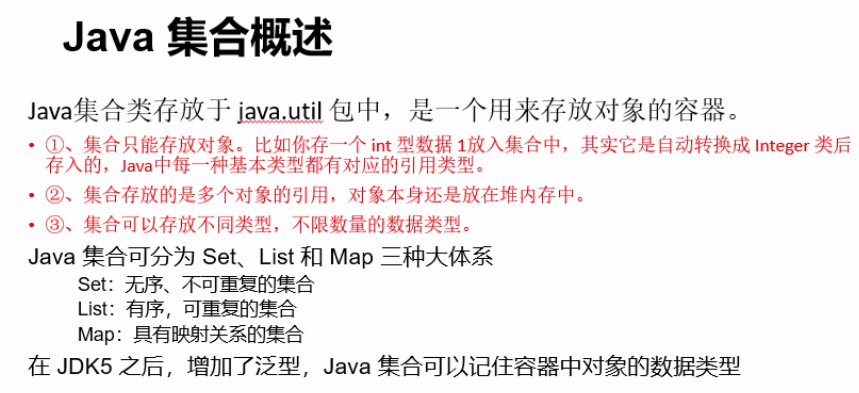 Java 集合概述
Java集合类存放于 java.util 包中，是一个用来存放对象的容器。
• ①、集合只能存放对象。比如你存一个 int 型数据 1放入集合中，其实它是自动转换成 Integer 类后
存入的，Java中每一种基本类型都有对应的引用类型。
• ②、集合存放的是多个对象的引用，对象本身还是放在堆内存中。
• ③、集合可以存放不同类型，不限数量的数据类型。
Java 集合可分为 Set、List 和 Map 三种大体系
Set：无序、不可重复的集合
List：有序，可重复的集合
Map：具有映射关系的集合
在 JDK5 之后，增加了泛型，Java 集合可以记住容器中对象的数据类型